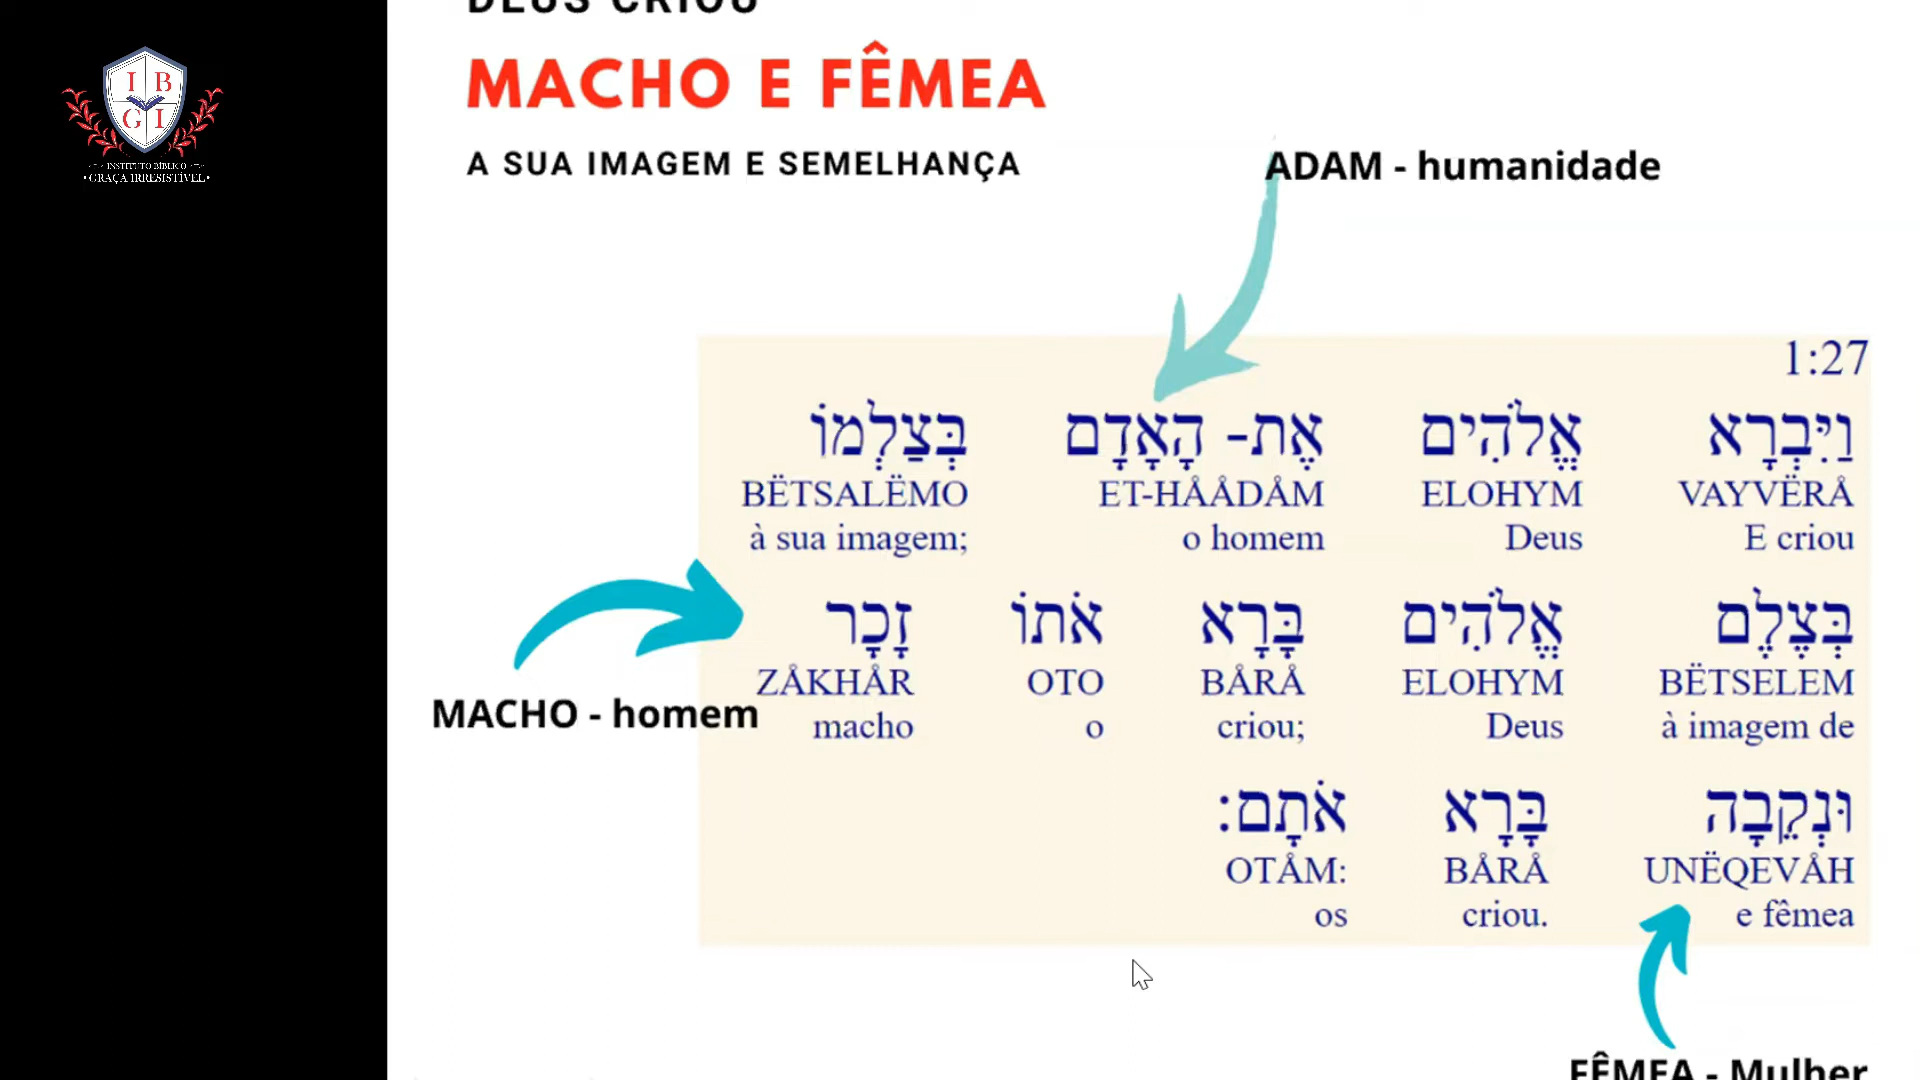 DEUS CRIOU
MACHO E FÊMEA
A SUA IMAGEM E SEMELHANÇA
I B
G I
INSTITUTO BÍBLICO
• GRAÇA IRRESISTÍVEL •
ADAM - humanidade
1:27
וַיִּבְרָא אֱלֹהִים אֶת- הָאָדָם בְּצַלְמוֹ
VAYVËRÅ ELOHYM ET-HÅÅDÅM BËTSALËMO
E criou Deus o homem à sua imagem;
בְּצֶלֶם אֱלֹהִים בָּרָא אֹתוֹ זָכָר
BËTSELEM ELOHYM BÅRÅ OTO ZÅKHÅR
à imagem de Deus criou; o macho
MACHO - homem
וּנְקֵבָה בָּרָא אֹתָם:
UNËQEVÅH BÅRÅ OTÅM:
e fêmea criou. os
FÊMEA - Mulher